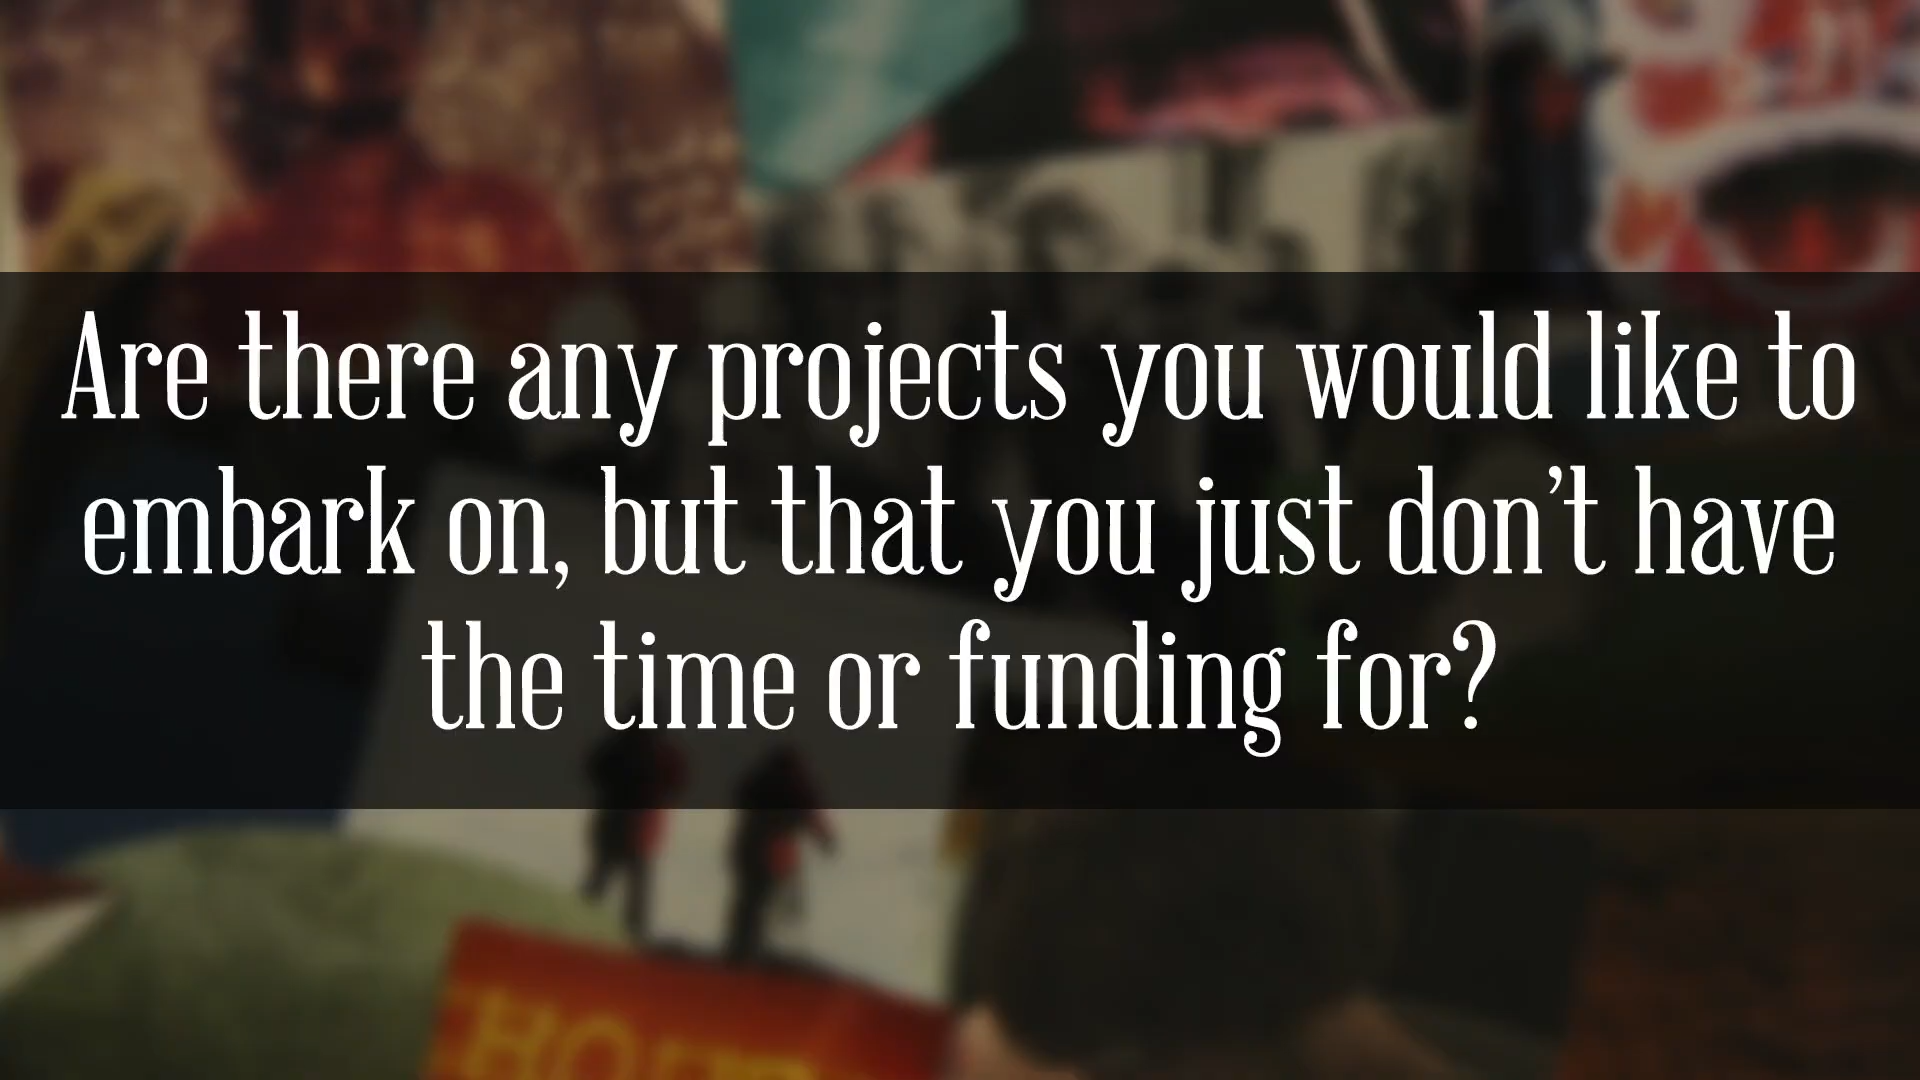 Are there any projects you would like to
embark on, but that you just don’t have
the time or funding for?